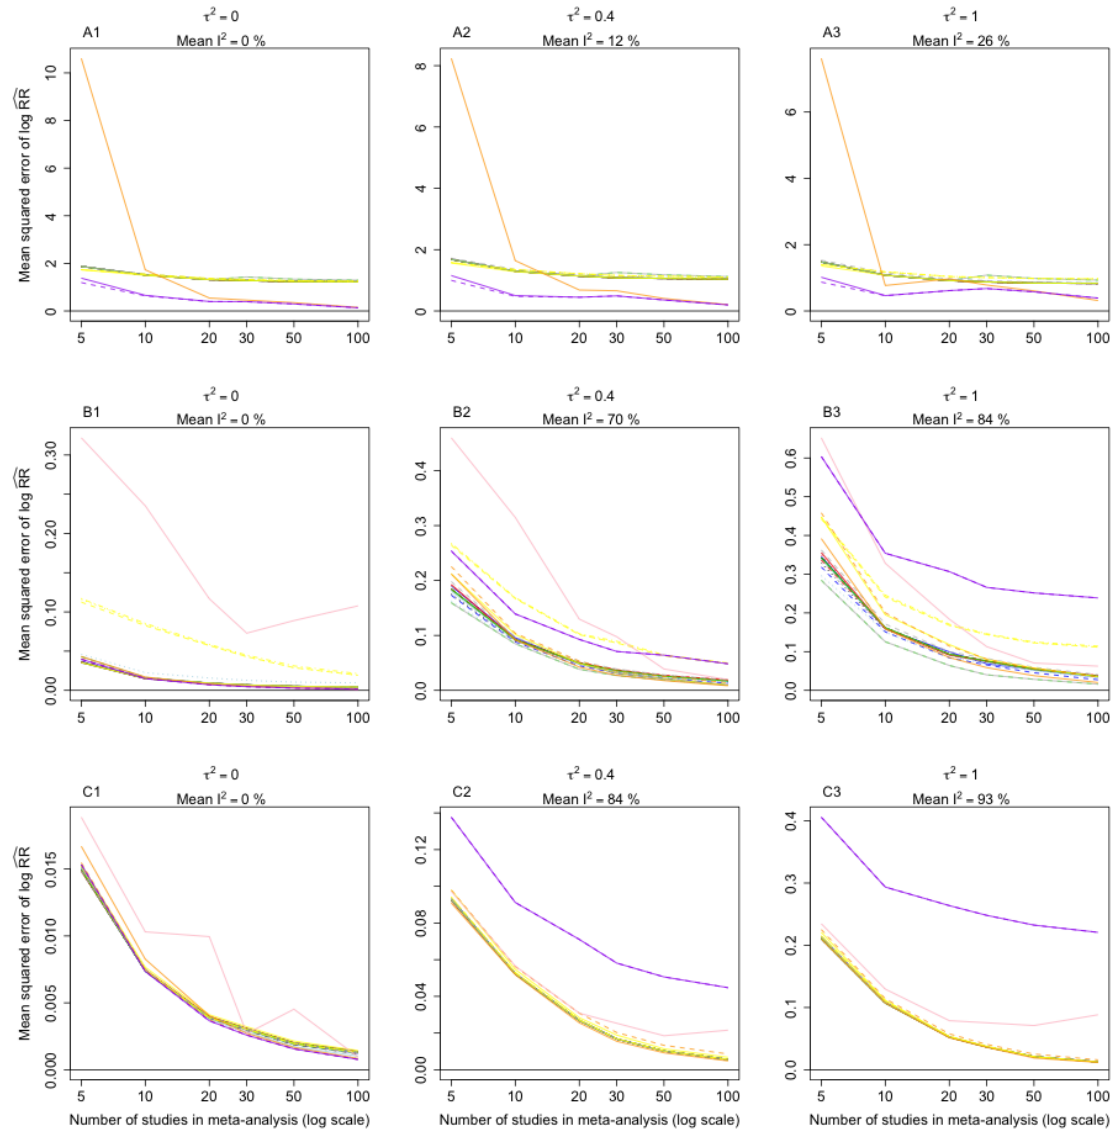 τ² = 0
Mean I² = 0 %
τ² = 0.4
Mean I² = 12 %
τ² = 1
Mean I² = 26 %
A1
A2
A3
Mean squared error of log R̂R̂
0 2 4 6 8 10
0 2 4 6 8
0 2 4 6
5 10 20 30 50 100
5 10 20 30 50 100
5 10 20 30 50 100
τ² = 0
Mean I² = 0 %
τ² = 0.4
Mean I² = 70 %
τ² = 1
Mean I² = 84 %
B1
B2
B3
Mean squared error of log R̂R̂
0.00 0.10 0.20 0.30
0.0 0.1 0.2 0.3 0.4
0.0 0.1 0.2 0.3 0.4 0.5 0.6
5 10 20 30 50 100
5 10 20 30 50 100
5 10 20 30 50 100
τ² = 0
Mean I² = 0 %
τ² = 0.4
Mean I² = 84 %
τ² = 1
Mean I² = 93 %
C1
C2
C3
Mean squared error of log R̂R̂
0.000 0.005 0.010 0.015
0.00 0.04 0.08 0.12
0.0 0.1 0.2 0.3 0.4
5 10 20 30 50 100
5 10 20 30 50 100
5 10 20 30 50 100
Number of studies in meta-analysis (log scale)
Number of studies in meta-analysis (log scale)
Number of studies in meta-analysis (log scale)